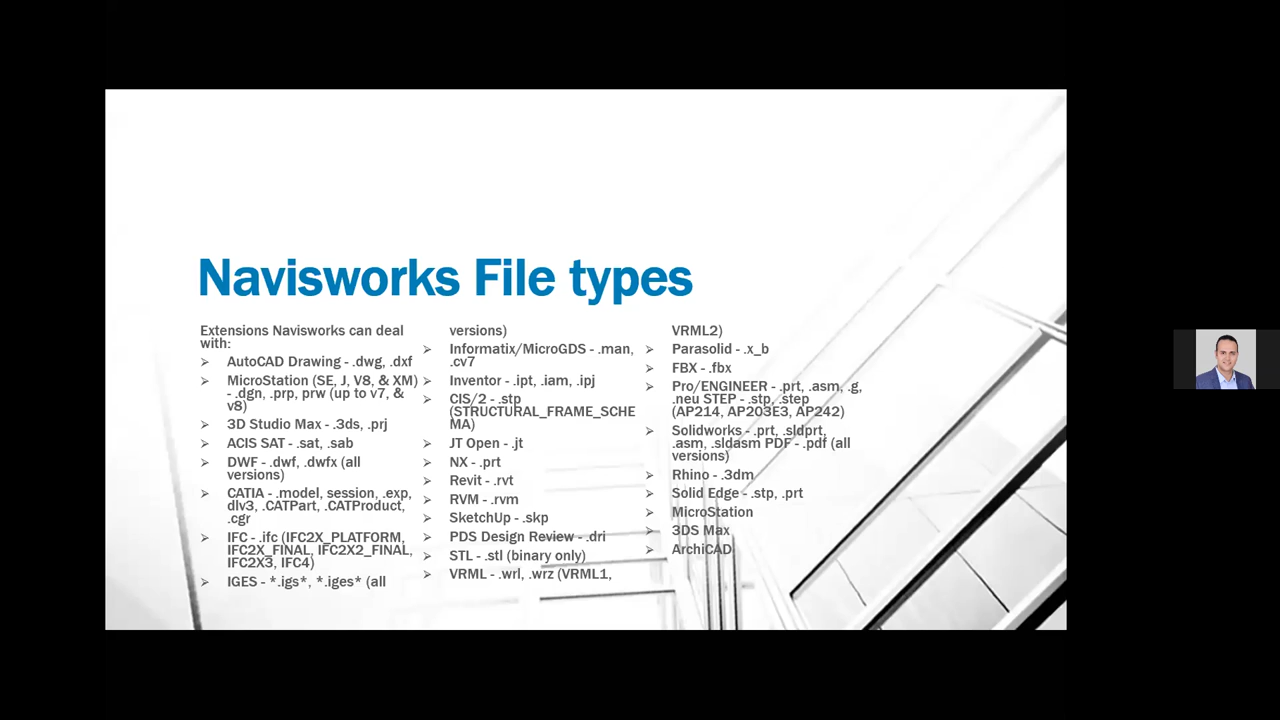 Navisworks File types
Extensions Navisworks can deal
with:
AutoCAD Drawing - .dwg, .dxf
MicroStation (SE, J, V8, & XM)
- .dgn, .prp, prw (up to v7, &
v8)
3D Studio Max - .3ds, .prj
ACIS SAT - .sat, .sab
DWF - .dwf, .dwfx (all
versions)
CATIA - .model, session, .exp,
dlv3, .CATPart, .CATProduct,
.cgr
IFC - .ifc (IFC2X_PLATFORM,
IFC2X_FINAL, IFC2X2_FINAL,
IFC2X3, IFC4)
IGES - *.igs*, *.iges* (all
versions)
Informatix/MicroGDS - .man,
.cv7
Inventor - .ipt, .iam, .ipj
CIS/2 - .stp
(STRUCTURAL_FRAME_SCHE
MA)
JT Open - .jt
NX - .prt
Revit - .rvt
RVM - .rvm
SketchUp - .skp
PDS Design Review - .dri
STL - .stl (binary only)
VRML - .wrl, .wrz (VRML1,
VRML2)
Parasolid - .x_b
FBX - .fbx
Pro/ENGINEER - .prt, .asm, .g,
.neu STEP - .stp, .step
(AP214, AP203E3, AP242)
Solidworks - .prt, .sldprt,
.asm, .sldasm PDF - .pdf (all
versions)
Rhino - .3dm
Solid Edge - .stp, .prt
MicroStation
3DS Max
ArchiCAD